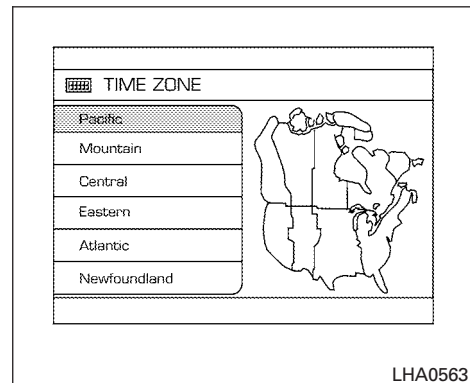 TIME ZONE
Pacific
Mountain
Central
Eastern
Atlantic
Newfoundland
LHA0563